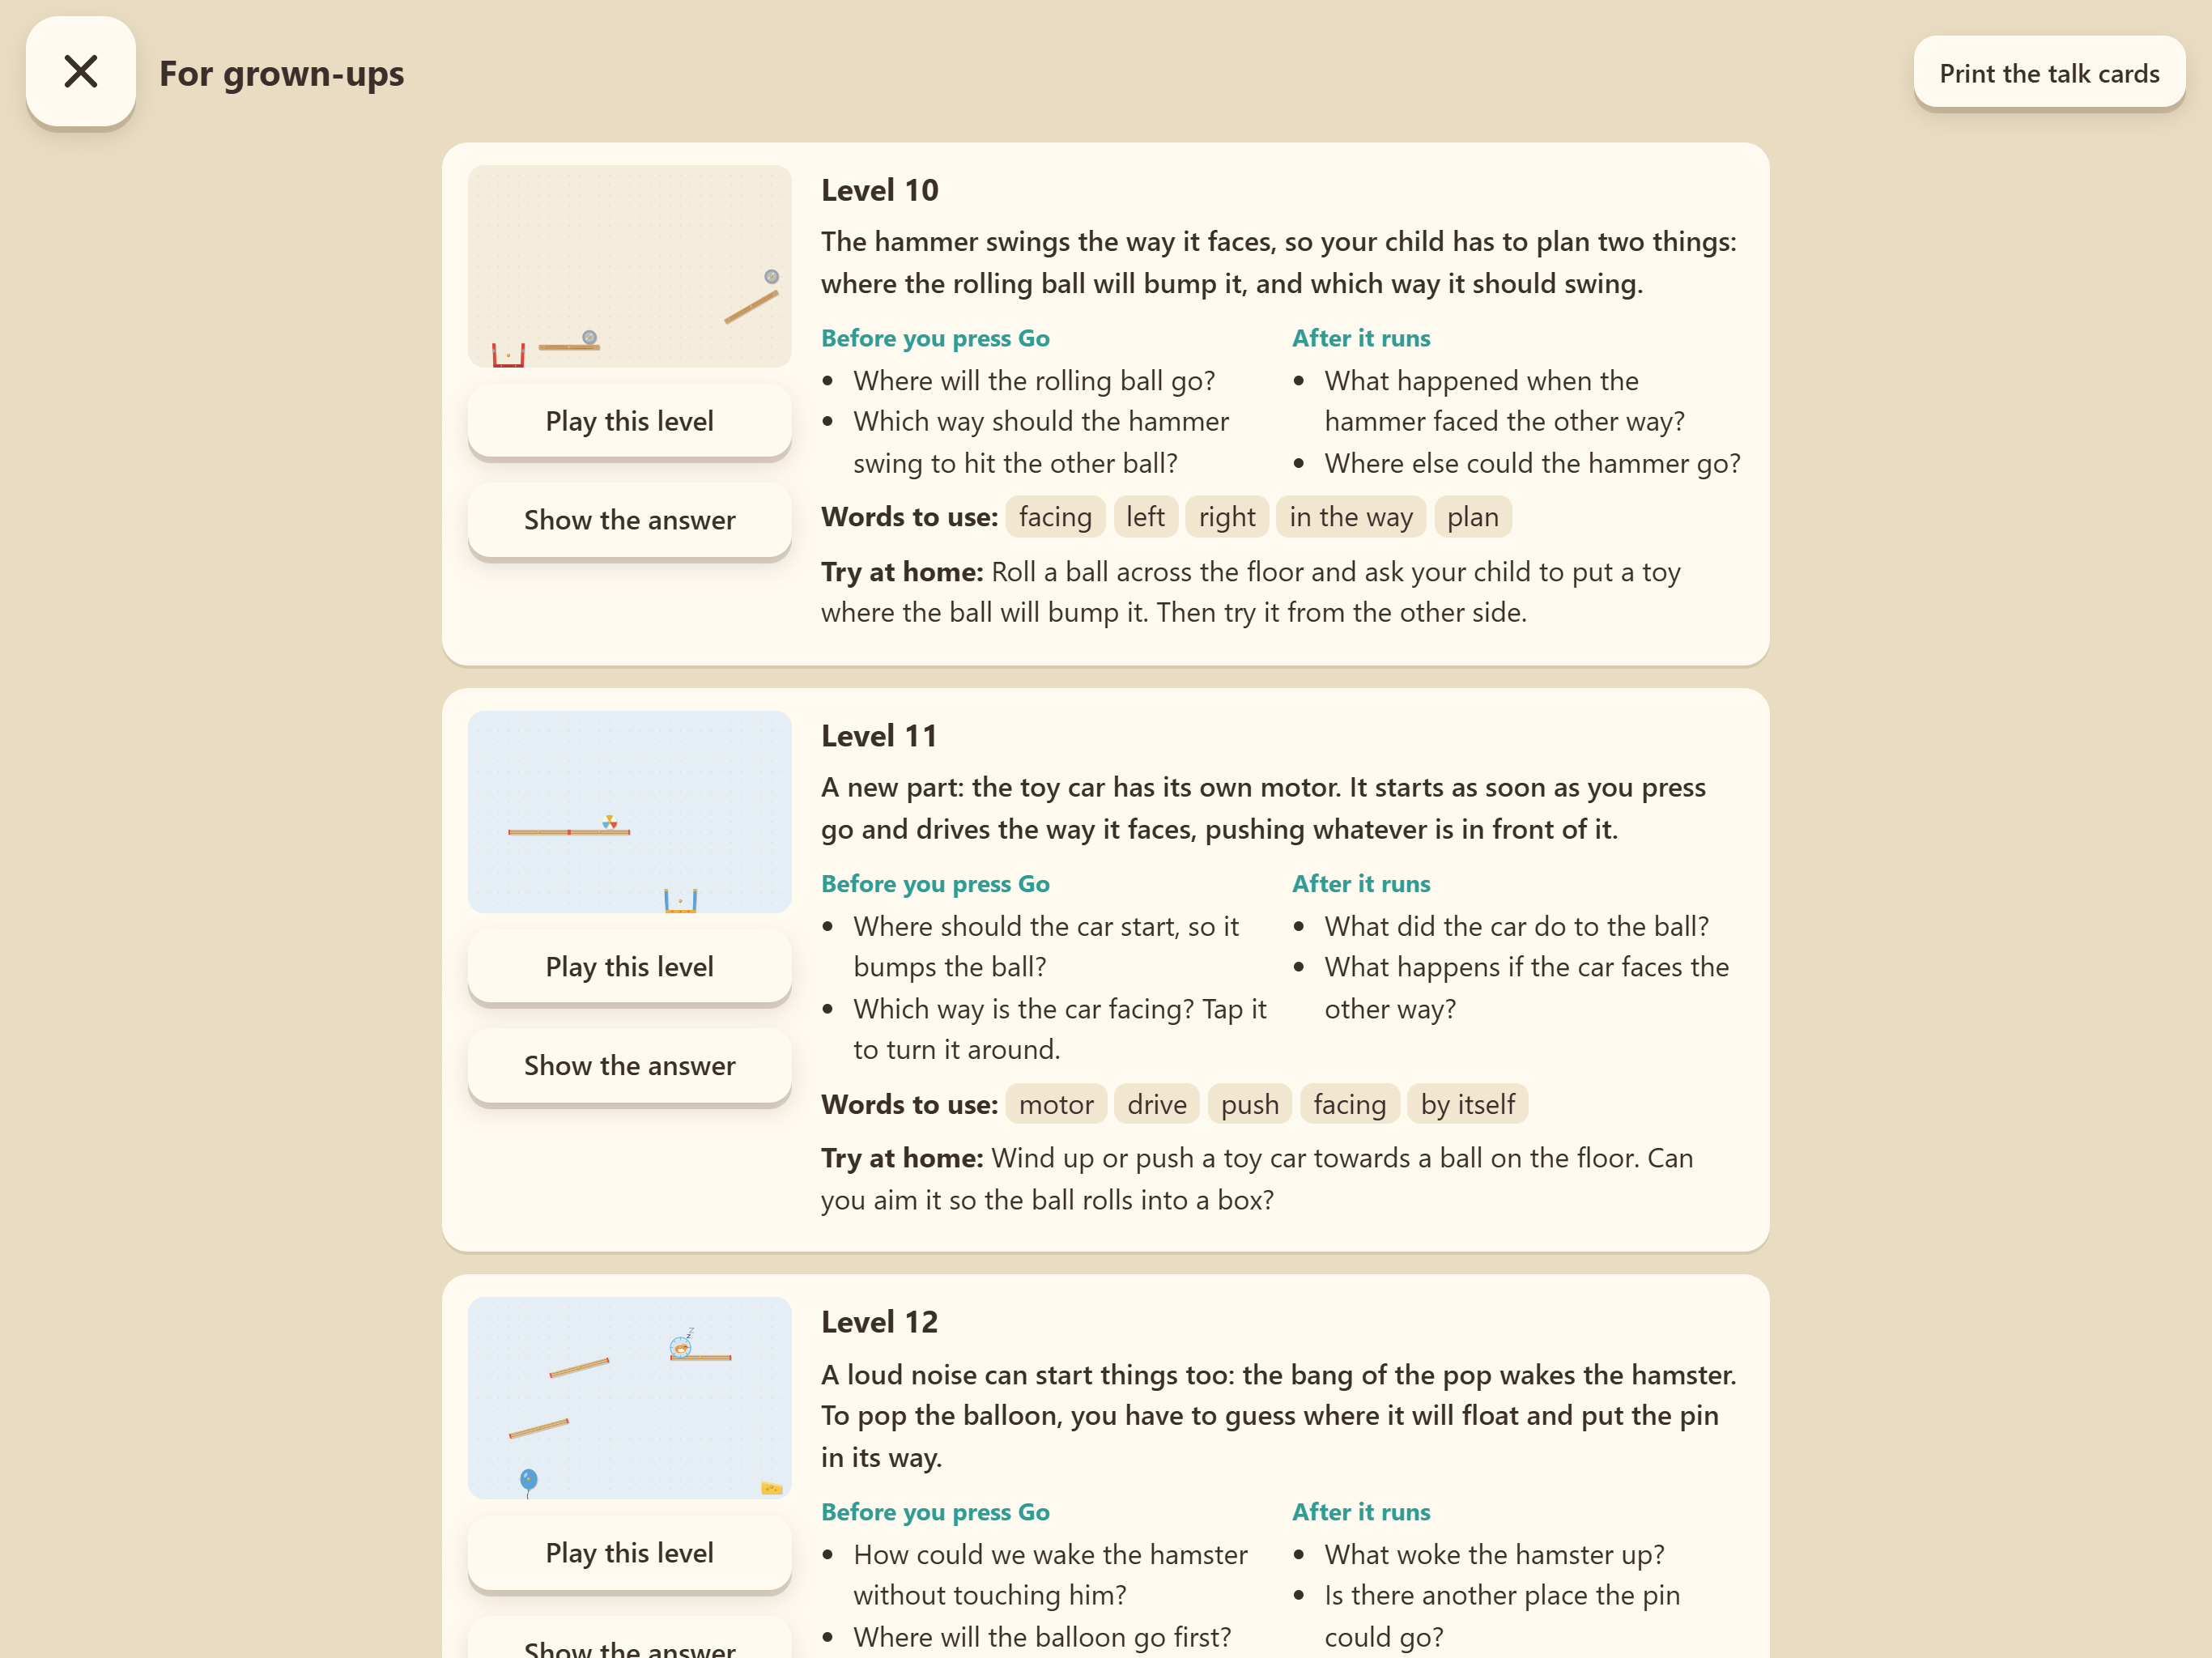 For grown-ups
Print the talk cards
Level 10
The hammer swings the way it faces, so your child has to plan two things:
where the rolling ball will bump it, and which way it should swing.
Before you press Go
Where will the rolling ball go?
Which way should the hammer
swing to hit the other ball?
After it runs
What happened when the
hammer faced the other way?
Where else could the hammer go?
Words to use: facing left right in the way plan
Try at home: Roll a ball across the floor and ask your child to put a toy
where the ball will bump it. Then try it from the other side.
Play this level
Show the answer
Level 11
A new part: the toy car has its own motor. It starts as soon as you press
go and drives the way it faces, pushing whatever is in front of it.
Before you press Go
Where should the car start, so it
bumps the ball?
Which way is the car facing? Tap it
to turn it around.
After it runs
What did the car do to the ball?
What happens if the car faces the
other way?
Words to use: motor drive push facing by itself
Try at home: Wind up or push a toy car towards a ball on the floor. Can
you aim it so the ball rolls into a box?
Play this level
Show the answer
z
z
Level 12
A loud noise can start things too: the bang of the pop wakes the hamster.
To pop the balloon, you have to guess where it will float and put the pin
in its way.
Before you press Go
How could we wake the hamster
without touching him?
Where will the balloon go first?
After it runs
What woke the hamster up?
Is there another place the pin
could go?
Play this level
Show the answer